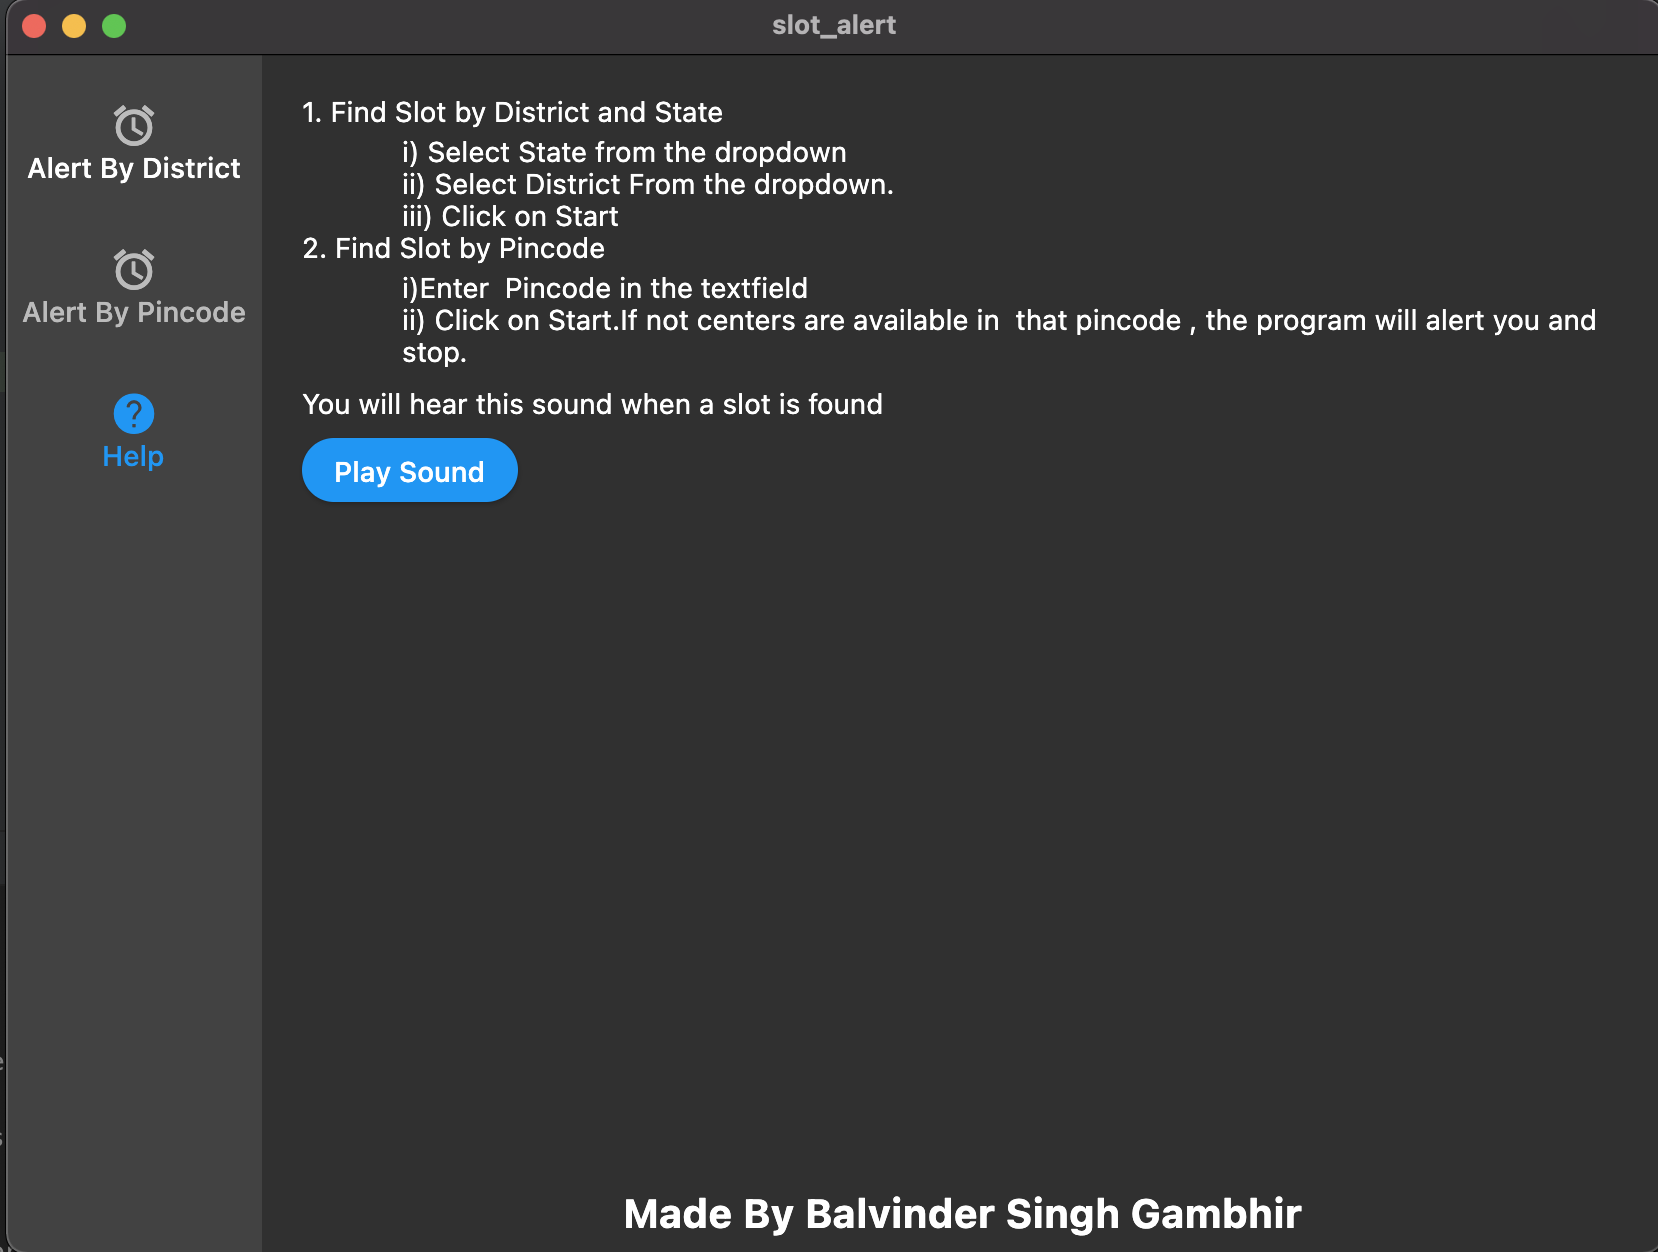 slot_alert
Alert By District
Alert By Pincode
Help
1. Find Slot by District and State
i) Select State from the dropdown
ii) Select District From the dropdown.
iii) Click on Start
2. Find Slot by Pincode
i)Enter  Pincode in the textfield
ii) Click on Start.If not centers are available in  that pincode , the program will alert you and
stop.
You will hear this sound when a slot is found
Play Sound
Made By Balvinder Singh Gambhir